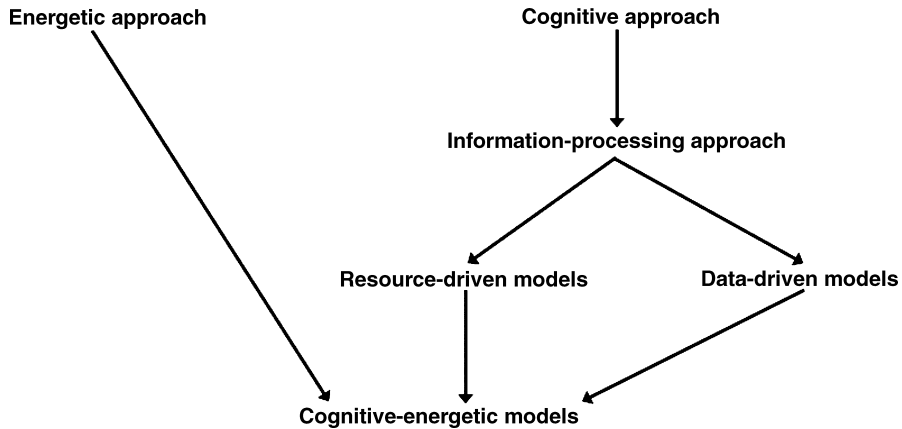 Energetic approach
Cognitive approach
Information-processing approach
Resource-driven models
Data-driven models
Cognitive-energetic models